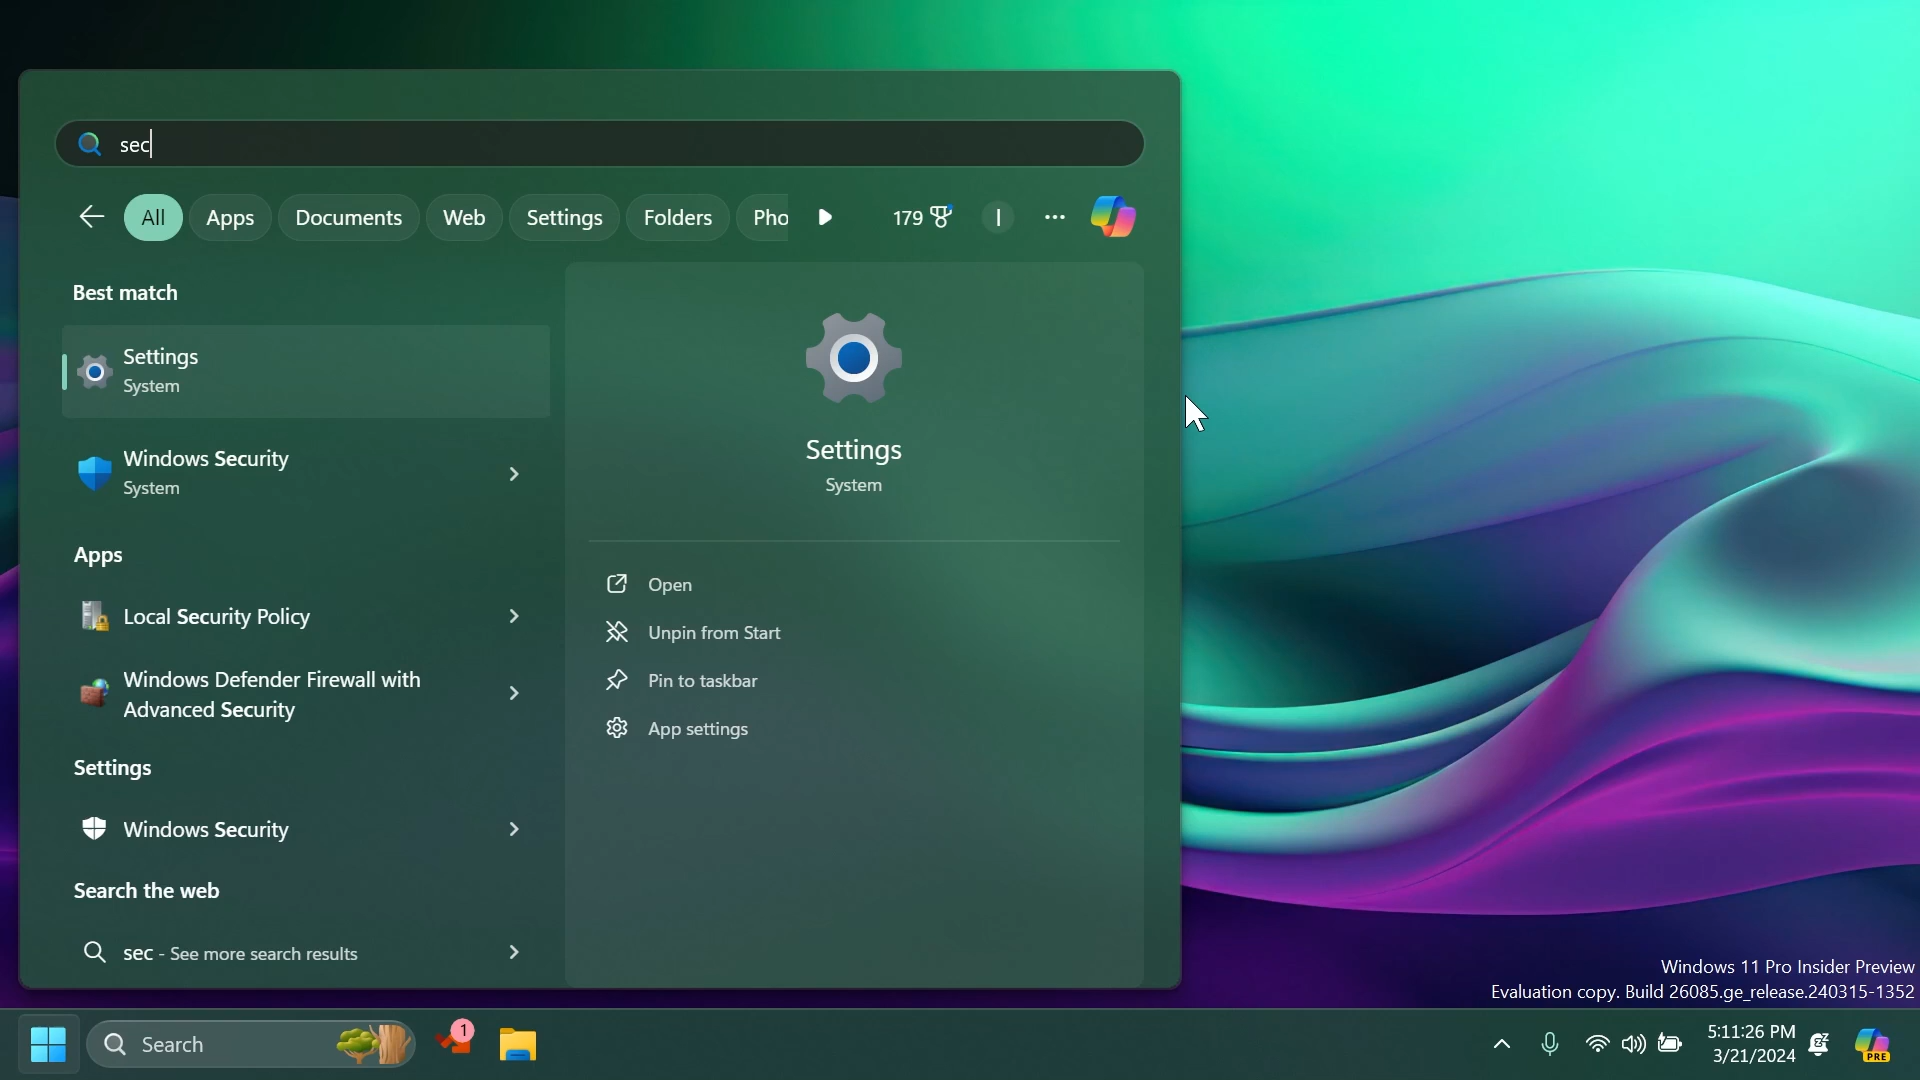 sec
All Apps Documents Web Settings Folders Pho 179 I
Best match
Settings
System
Windows Security
System
Apps
Local Security Policy
Windows Defender Firewall with
Advanced Security
Settings
Windows Security
Search the web
sec - See more search results
Settings
System
Open
Unpin from Start
Pin to taskbar
App settings
Windows 11 Pro Insider Preview
Evaluation copy. Build 26085.ge_release.240315-1352
Search
1
5:11:26 PM
3/21/2024
PRE